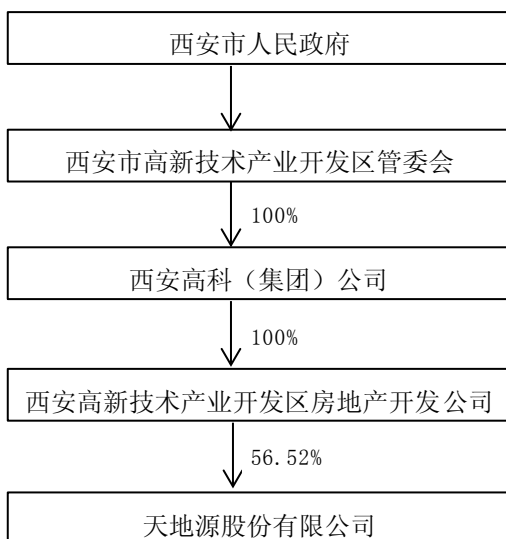 西安市人民政府
西安市高新技术产业开发区管委会
100%
西安高科（集团）公司
100%
西安高新技术产业开发区房地产开发公司
56.52%
天地源股份有限公司